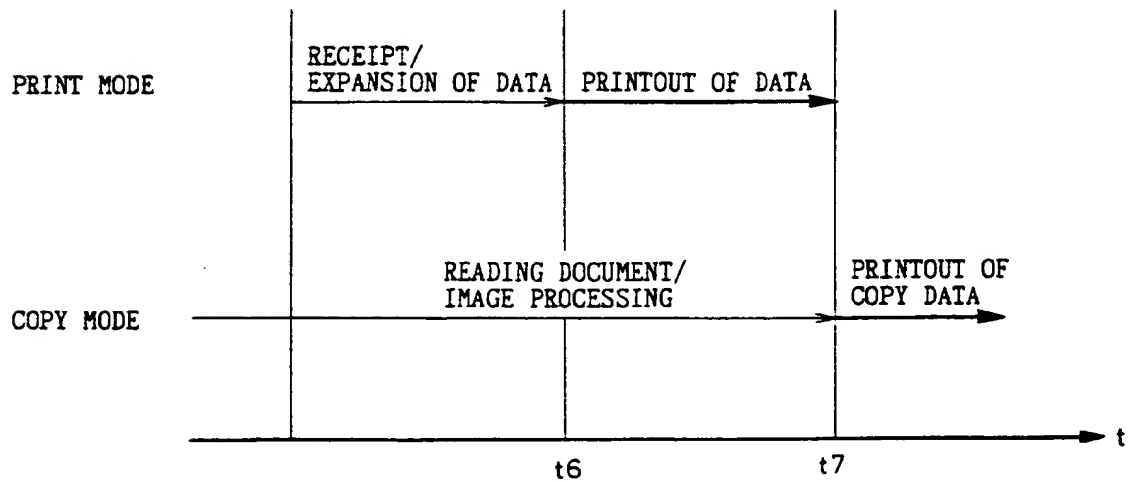 RECEIPT/
EXPANSION OF DATA
PRINTOUT OF DATA
PRINT MODE
READING DOCUMENT/
IMAGE PROCESSING
PRINTOUT OF
COPY DATA
COPY MODE
t
t6
t7